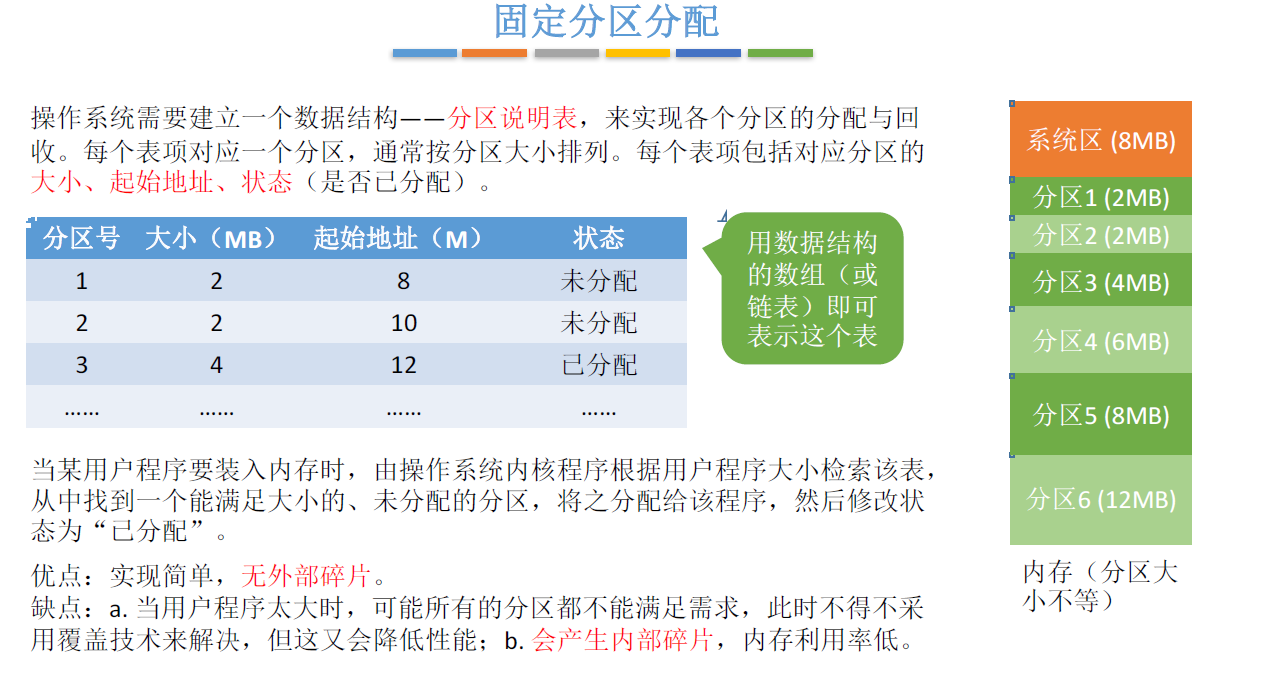 固定分区分配
操作系统需要建立一个数据结构——分区说明表，来实现各个分区的分配与回
收。每个表项对应一个分区，通常按分区大小排列。每个表项包括对应分区的
大小、起始地址、状态（是否已分配）。
分区号 大小（MB） 起始地址（M） 状态
1 2 8 未分配
2 2 10 未分配
3 4 12 已分配
…… …… …… ……
用数据结构
的数组（或
链表）即可
表示这个表
当某用户程序要装入内存时，由操作系统内核程序根据用户程序大小检索该表，
从中找到一个能满足大小的、未分配的分区，将之分配给该程序，然后修改状
态为“已分配”。
优点：实现简单，无外部碎片。
缺点：a. 当用户程序太大时，可能所有的分区都不能满足需求，此时不得不采
用覆盖技术来解决，但这又会降低性能；b. 会产生内部碎片，内存利用率低。
系统区 (8MB)
分区1 (2MB)
分区2 (2MB)
分区3 (4MB)
分区4 (6MB)
分区5 (8MB)
分区6 (12MB)
内存（分区大
小不等）